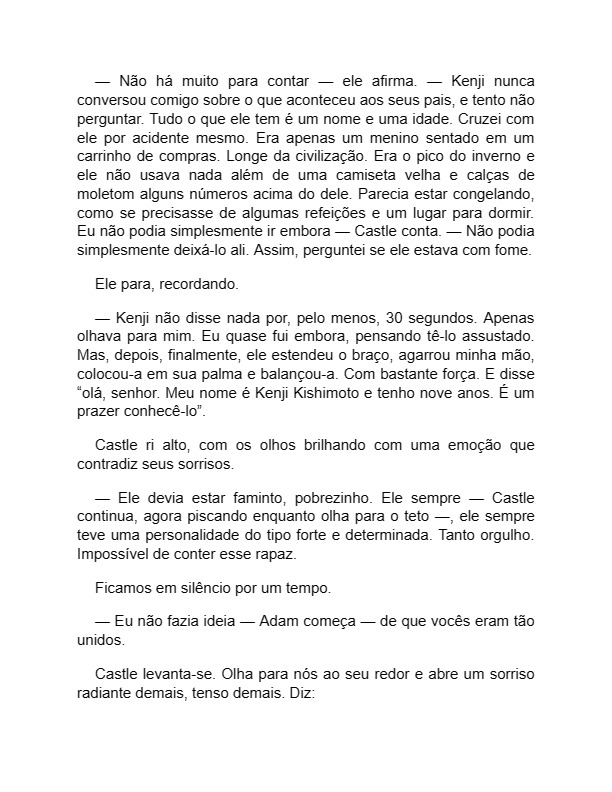 — Não há muito para contar — ele afirma. — Kenji nunca
conversou comigo sobre o que aconteceu aos seus pais, e tento não
perguntar. Tudo o que ele tem é um nome e uma idade. Cruzei com
ele por acidente mesmo. Era apenas um menino sentado em um
carrinho de compras. Longe da civilização. Era o pico do inverno e
ele não usava nada além de uma camiseta velha e calças de
moletom alguns números acima do dele. Parecia estar congelando,
como se precisasse de algumas refeições e um lugar para dormir.
Eu não podia simplesmente ir embora — Castle conta. — Não podia
simplesmente deixá-lo ali. Assim, perguntei se ele estava com fome.
Ele para, recordando.
— Kenji não disse nada por, pelo menos, 30 segundos. Apenas
olhava para mim. Eu quase fui embora, pensando tê-lo assustado.
Mas, depois, finalmente, ele estendeu o braço, agarrou minha mão,
colocou-a em sua palma e balançou-a. Com bastante força. E disse
“olá, senhor. Meu nome é Kenji Kishimoto e tenho nove anos. É um
prazer conhecê-lo”.
Castle ri alto, com os olhos brilhando com uma emoção que
contradiz seus sorrisos.
— Ele devia estar faminto, pobrezinho. Ele sempre — Castle
continua, agora piscando enquanto olha para o teto —, ele sempre
teve uma personalidade do tipo forte e determinada. Tanto orgulho.
Impossível de conter esse rapaz.
Ficamos em silêncio por um tempo.
— Eu não fazia ideia — Adam começa — de que vocês eram tão
unidos.
Castle levanta-se. Olha para nós ao seu redor e abre um sorriso
radiante demais, tenso demais. Diz: